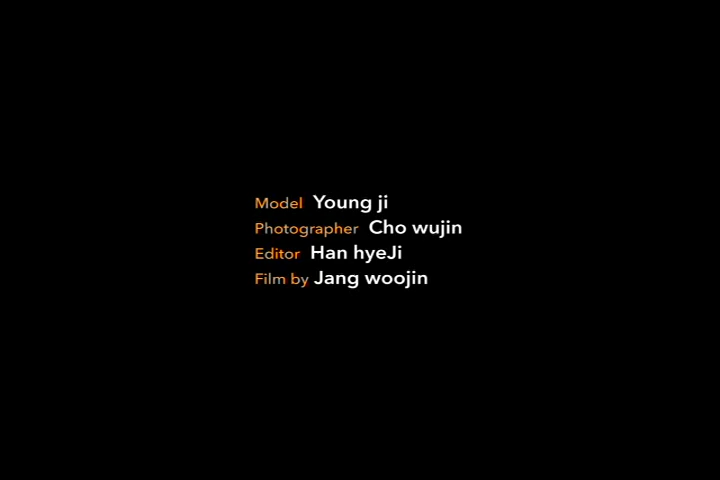 Model Young ji
Photographer Cho wujin
Editor Han hyeJi
Film by Jang woojin